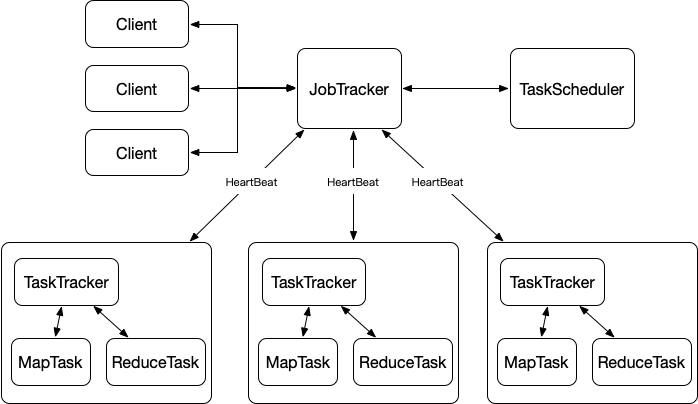 Client
Client
JobTracker
TaskScheduler
Client
HeartBeat
HeartBeat
HeartBeat
TaskTracker
TaskTracker
TaskTracker
MapTask
ReduceTask
MapTask
ReduceTask
MapTask
ReduceTask